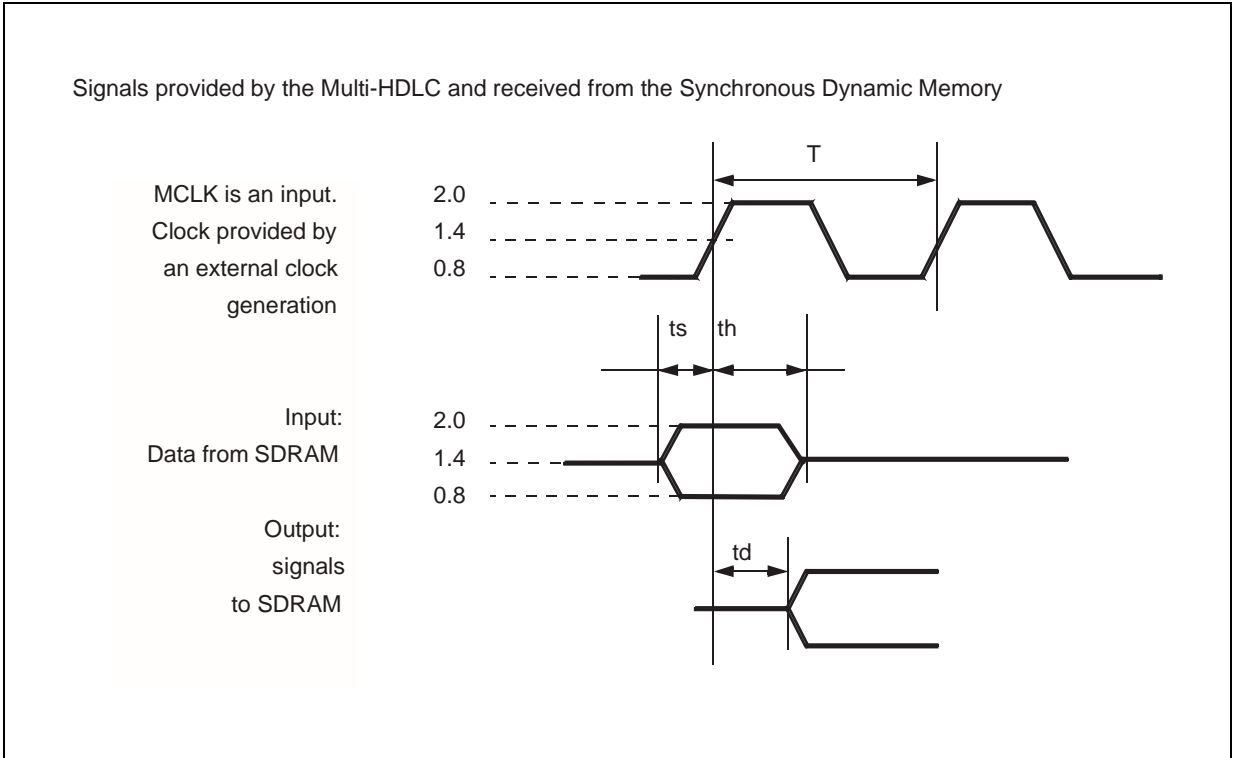 Signals provided by the Multi-HDLC and received from the Synchronous Dynamic Memory
T
MCLK is an input.
Clock provided by
an external clock
generation
2.0
1.4
0.8
ts
th
Input:
Data from SDRAM
2.0
1.4
0.8
Output:
signals
to SDRAM
td